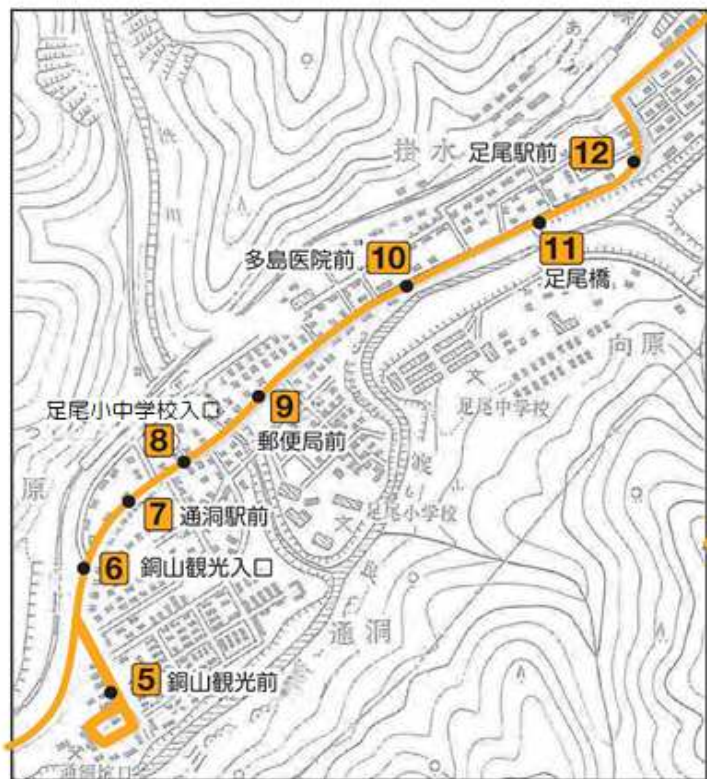 掛水
足尾駅前 12
多島医院前 10
11
足尾橋
向原
足尾小中学校入口
9
郵便局前
足尾中学校
8
渡
原
7 通洞駅前
足尾小学校
6 銅山観光入口
通洞
5 銅山観光前